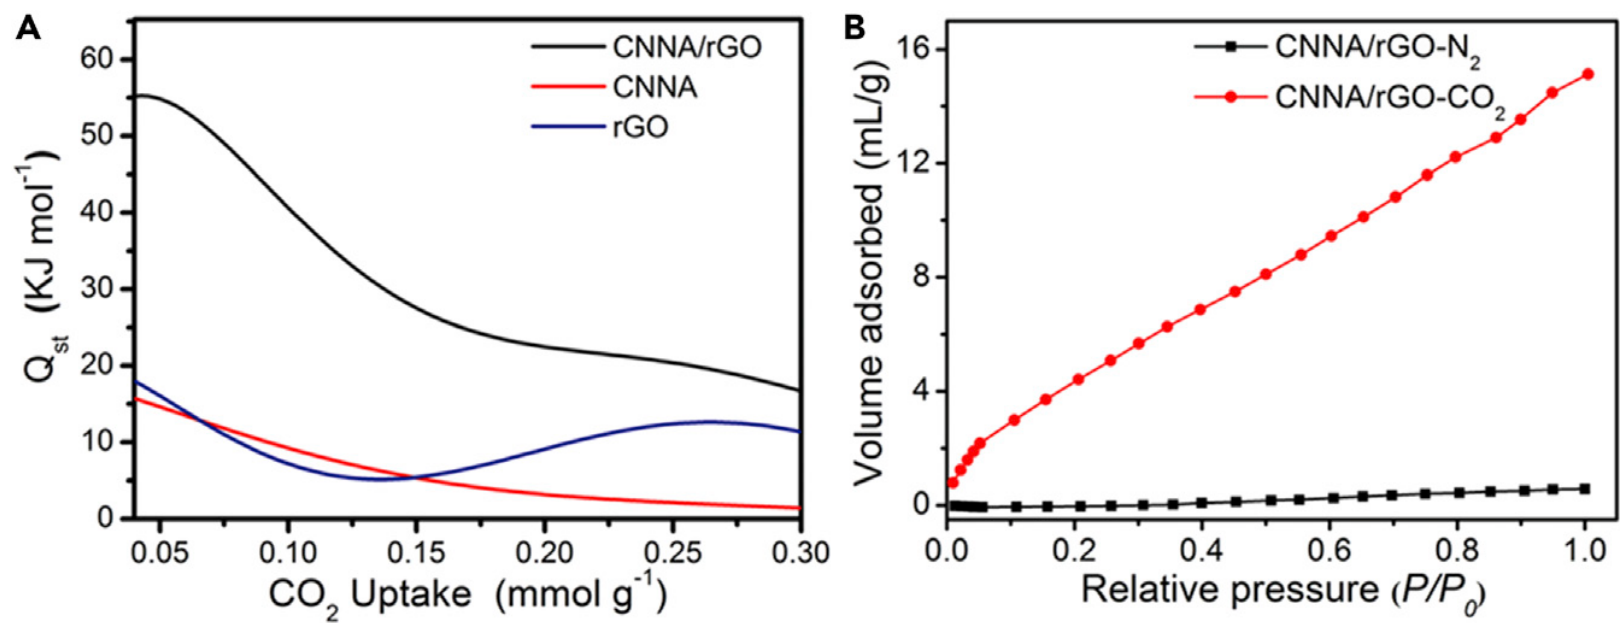 A
Q_st (KJ mol⁻¹)
60
50
40
30
20
10
0
CNNA/rGO
CNNA
rGO
0.05 0.10 0.15 0.20 0.25 0.30
CO₂ Uptake (mmol g⁻¹)
B
Volume adsorbed (mL/g)
16
12
8
4
0
CNNA/rGO-N₂
CNNA/rGO-CO₂
0.0 0.2 0.4 0.6 0.8 1.0
Relative pressure (P/P₀)